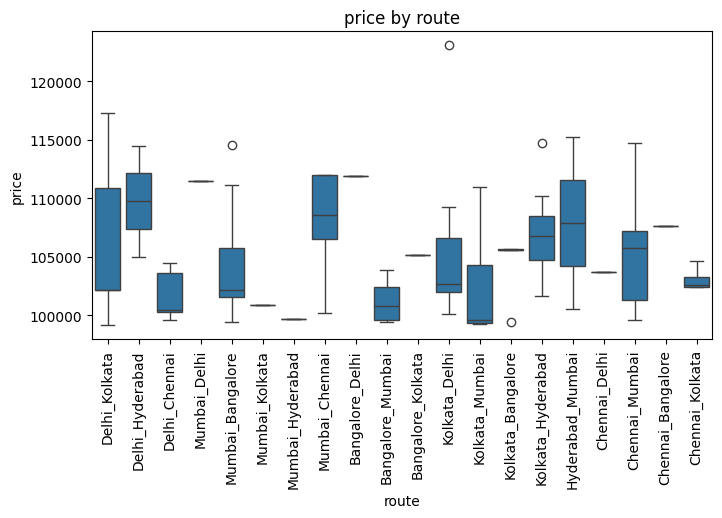 price by route
price
120000
115000
110000
105000
100000
Delhi_Kolkata
Delhi_Hyderabad
Delhi_Chennai
Mumbai_Delhi
Mumbai_Bangalore
Mumbai_Kolkata
Mumbai_Hyderabad
Mumbai_Chennai
Bangalore_Delhi
Bangalore_Mumbai
Bangalore_Kolkata
Kolkata_Delhi
Kolkata_Mumbai
Kolkata_Bangalore
Kolkata_Hyderabad
Hyderabad_Mumbai
Chennai_Delhi
Chennai_Mumbai
Chennai_Bangalore
Chennai_Kolkata
route